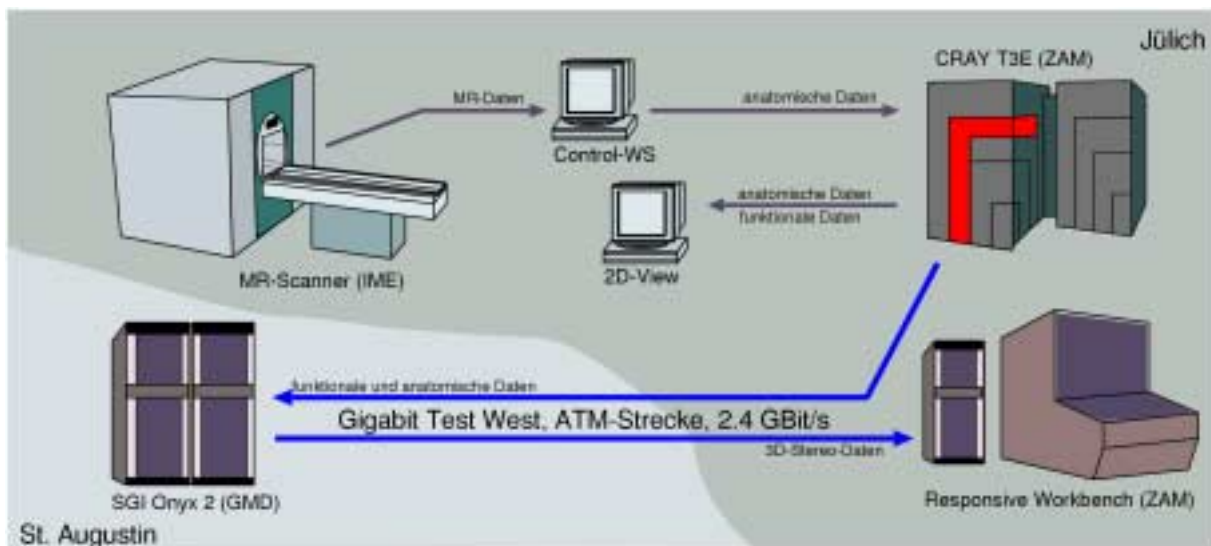 Jülich
CRAY T3E (ZAM)
MR-Daten
anatomische Daten
Control-WS
anatomische Daten
funktionale Daten
2D-View
MR-Scanner (IME)
funktionale und anatomische Daten
Gigabit Test West, ATM-Strecke, 2.4 GBit/s
3D-Stereo-Daten
SGI Onyx 2 (GMD)
Responsive Workbench (ZAM)
St. Augustin